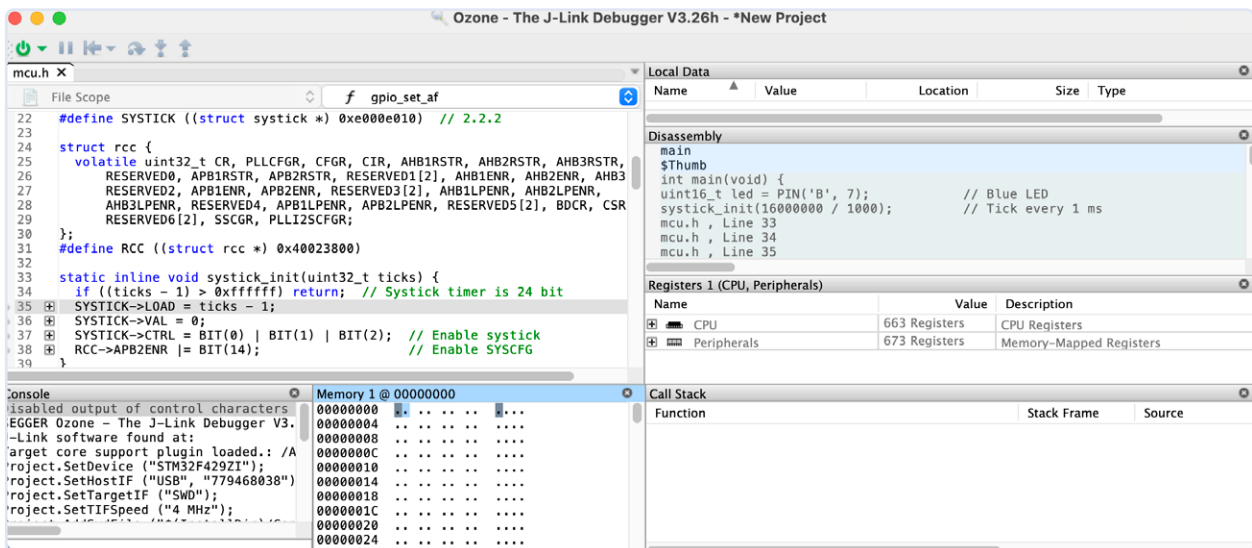 Ozone - The J-Link Debugger V3.26h - *New Project
mcu.h
File Scope
f gpio_set_af
22 #define SYSTICK ((struct systick *) 0xe000e010)  // 2.2.2
23
24 struct rcc {
25   volatile uint32_t CR, PLLCFGR, CFGR, CIR, AHB1RSTR, AHB2RSTR, AHB3RSTR,
26       RESERVED0, APB1RSTR, APB2RSTR, RESERVED1[2], AHB1ENR, AHB2ENR, AHB3
27       RESERVED2, APB1ENR, APB2ENR, RESERVED3[2], AHB1LPENR, AHB2LPENR,
28       AHB3LPENR, RESERVED4, APB1LPENR, APB2LPENR, RESERVED5[2], BDCR, CSR
29       RESERVED6[2], SSCGR, PLLI2SCFGR;
30 };
31 #define RCC ((struct rcc *) 0x40023800)
32
33 static inline void systick_init(uint32_t ticks) {
34   if ((ticks - 1) > 0xffffff) return;  // Systick timer is 24 bit
35   SYSTICK->LOAD = ticks - 1;
36   SYSTICK->VAL = 0;
37   SYSTICK->CTRL = BIT(0) | BIT(1) | BIT(2);  // Enable systick
38   RCC->APB2ENR |= BIT(14);                   // Enable SYSCFG
39 }
Local Data
Name Value Location Size Type
Disassembly
main
$Thumb
int main(void) {
uint16_t led = PIN('B', 7);            // Blue LED
systick_init(16000000 / 1000);         // Tick every 1 ms
mcu.h , Line 33
mcu.h , Line 34
mcu.h , Line 35
Registers 1 (CPU, Peripherals)
Name Value Description
CPU 663 Registers CPU Registers
Peripherals 673 Registers Memory-Mapped Registers
Console
isabled output of control characters
EGGER Ozone - The J-Link Debugger V3.
-Link software found at:
arget core support plugin loaded.: /A
roject.SetDevice ("STM32F429ZI");
roject.SetHostIF ("USB", "779468038")
roject.SetTargetIF ("SWD");
roject.SetTIFSpeed ("4 MHz");
Memory 1 @ 00000000
00000000 .. .. .. .. ....
00000004 .. .. .. .. ....
00000008 .. .. .. .. ....
0000000C .. .. .. .. ....
00000010 .. .. .. .. ....
00000014 .. .. .. .. ....
00000018 .. .. .. .. ....
0000001C .. .. .. .. ....
00000020 .. .. .. .. ....
00000024 .. .. .. .. ....
Call Stack
Function Stack Frame Source